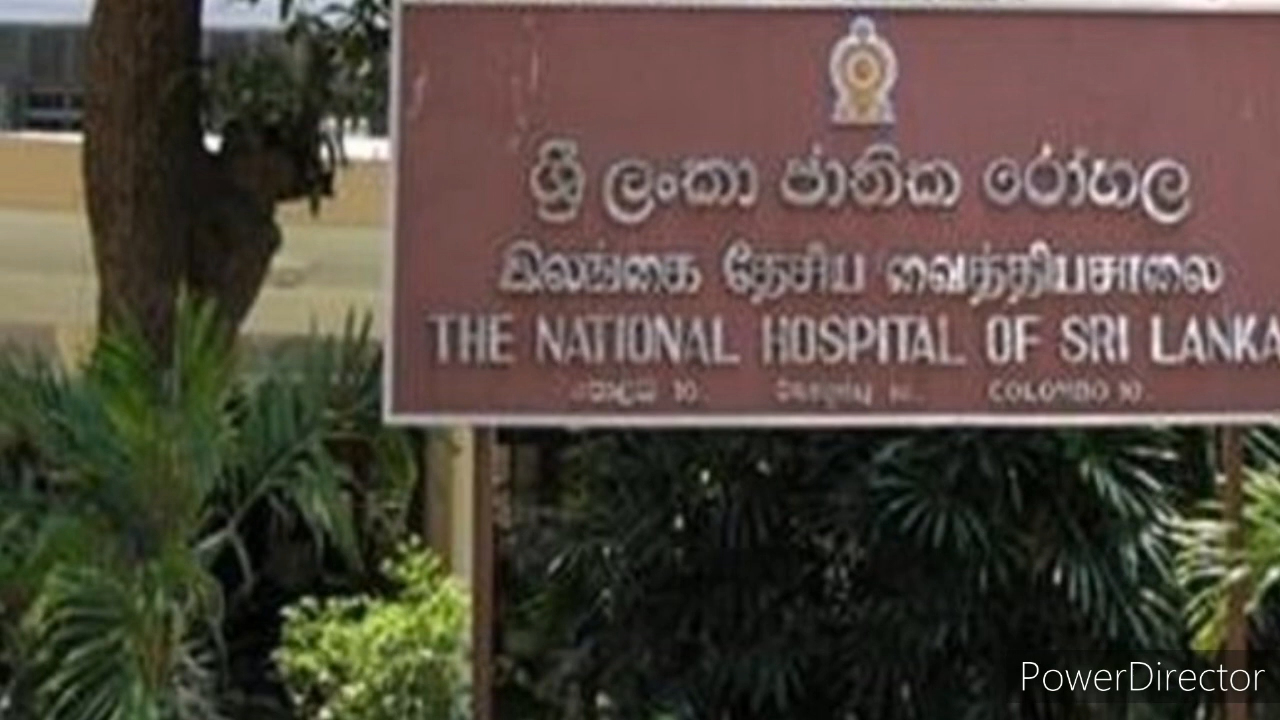 ශ්‍රී ලංකා ජාතික රෝහල
இலங்கை தேசிய வைத்தியசாலை
THE NATIONAL HOSPITAL OF SRI LANKA
COLOMBO 10.
PowerDirector